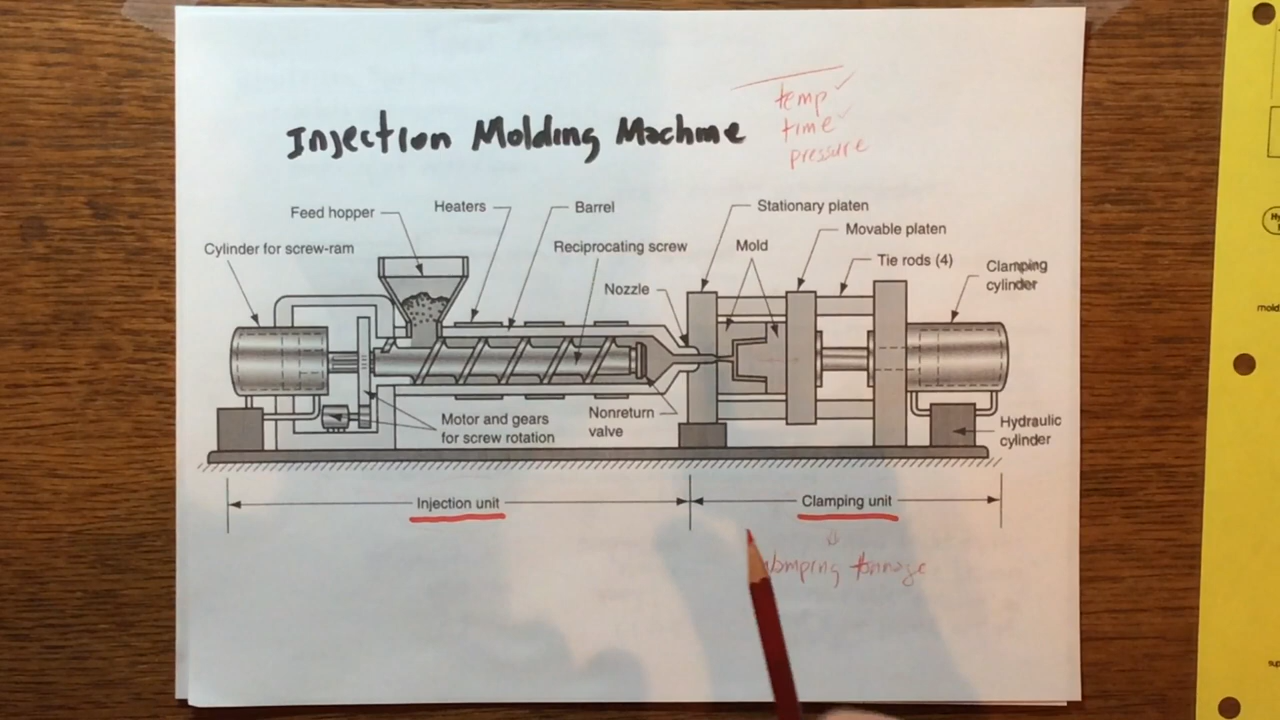 Injection Molding Machine
temp
time
pressure
Feed hopper
Heaters
Barrel
Stationary platen
Movable platen
Cylinder for screw-ram
Reciprocating screw
Mold
Tie rods (4)
Clamping
cylinder
Nozzle
Motor and gears
for screw rotation
Nonreturn
valve
Hydraulic
cylinder
Injection unit
Clamping unit
tonnage